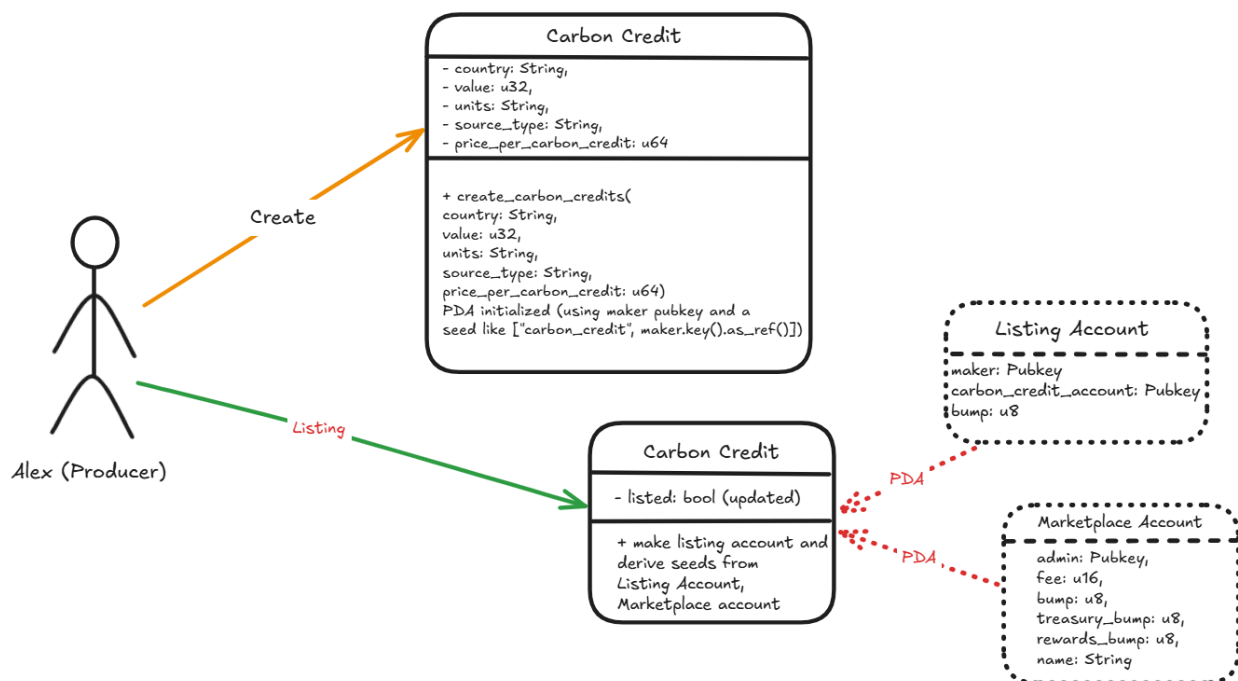 Carbon Credit
- country: String,
- value: u32,
- units: String,
- source_type: String,
- price_per_carbon_credit: u64
+ create_carbon_credits(
country: String,
value: u32,
units: String,
source_type: String,
price_per_carbon_credit: u64)
PDA initialized (using maker pubkey and a
seed like ["carbon_credit", maker.key().as_ref()])
Create
Alex (Producer)
Listing
Carbon Credit
- listed: bool (updated)
+ make listing account and
derive seeds from
Listing Account,
Marketplace account
Listing Account
maker: Pubkey
carbon_credit_account: Pubkey
bump: u8
PDA
Marketplace Account
admin: Pubkey,
fee: u16,
bump: u8,
treasury_bump: u8,
rewards_bump: u8,
name: String
PDA